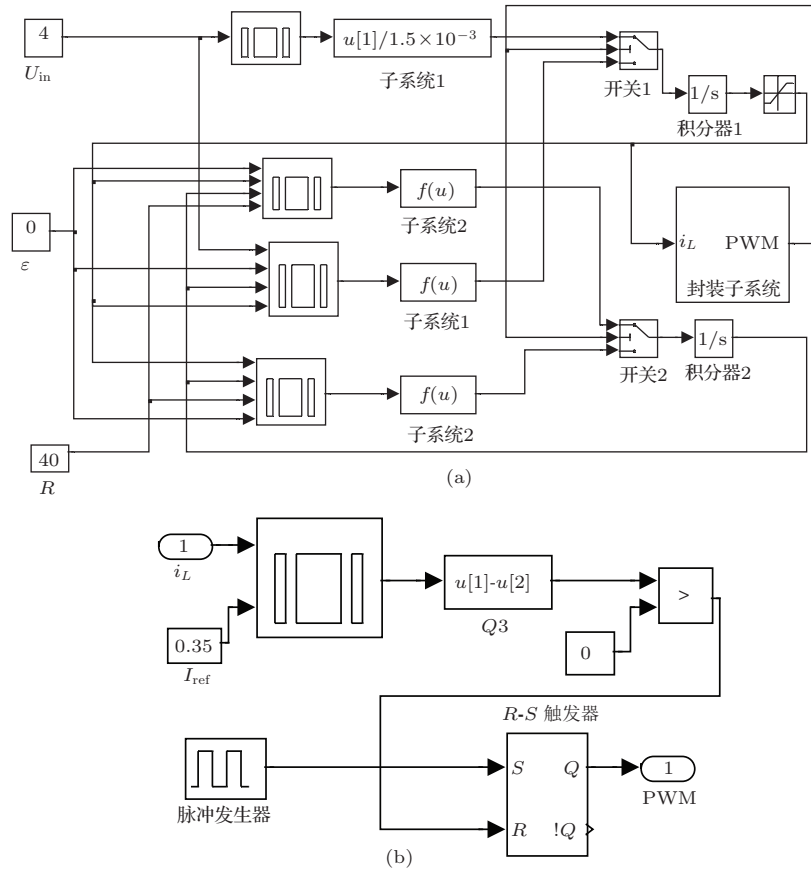 4
U_in
u[1]/1.5×10⁻³
子系统1
开关1
1/s
积分器1
f(u)
子系统2
0
ε
i_L PWM
封装子系统
f(u)
子系统1
1/s
开关2
积分器2
f(u)
子系统2
40
R
(a)
1
i_L
u[1]-u[2]
>
Q3
0.35
0
I_ref
R-S 触发器
S Q
1
脉冲发生器
PWM
R !Q
(b)